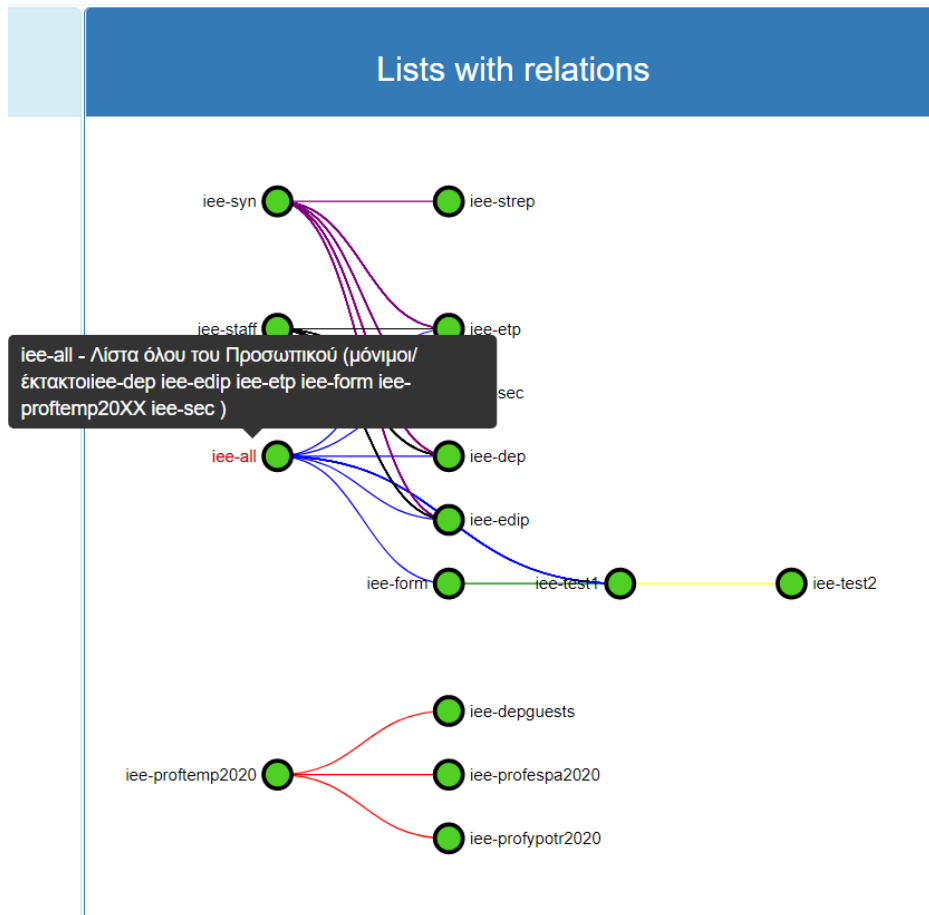 Lists with relations
iee-syn
iee-strep
iee-staff
iee-etp
iee-all - Λίστα όλου του Προσωπικού (μόνιμοι/
έκτακτοιiee-dep iee-edip iee-etp iee-form iee-
proftemp20XX iee-sec )
sec
iee-all
iee-dep
iee-edip
iee-form
iee-test1
iee-test2
iee-depguests
iee-proftemp2020
iee-profespa2020
iee-profypotr2020